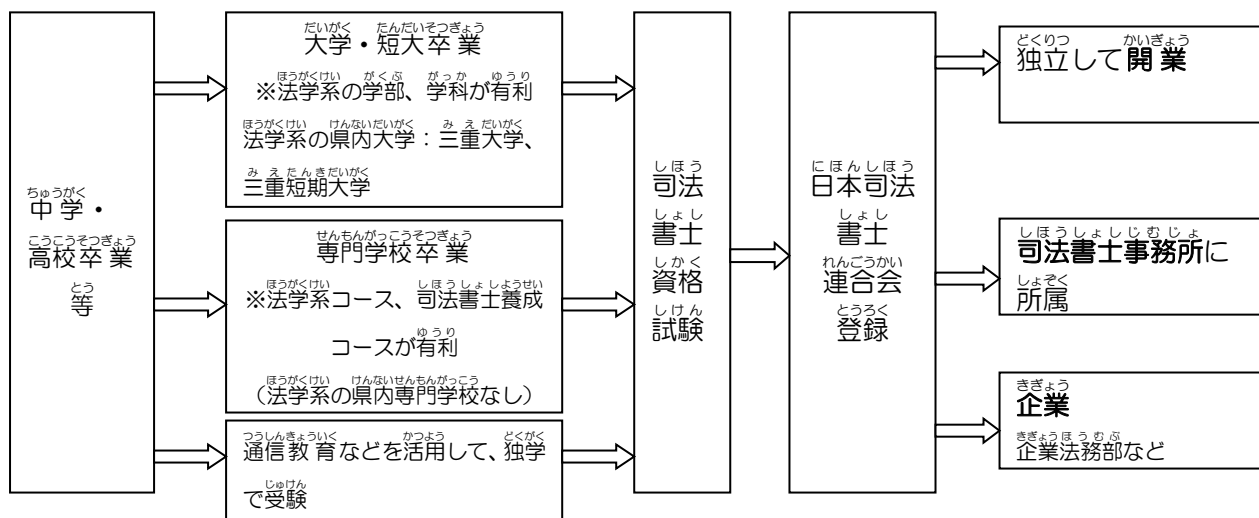 中学・
高校卒業
等
大学・短大卒業
※法学系の学部、学科が有利
法学系の県内大学：三重大学、
三重短期大学
専門学校卒業
※法学系コース、司法書士養成
コースが有利
（法学系の県内専門学校なし）
通信教育などを活用して、独学
で受験
司法
書士
資格
試験
日本司法
書士
連合会
登録
独立して開業
司法書士事務所に
所属
企業
企業法務部など